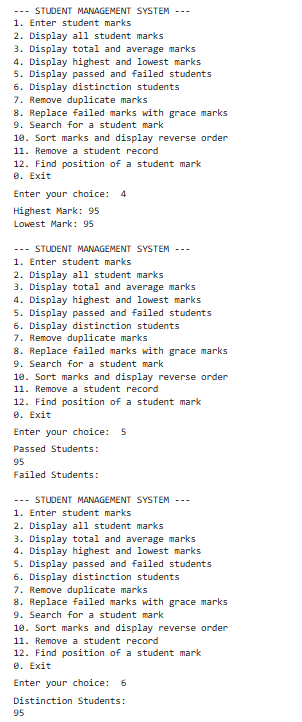 --- STUDENT MANAGEMENT SYSTEM ---
1. Enter student marks
2. Display all student marks
3. Display total and average marks
4. Display highest and lowest marks
5. Display passed and failed students
6. Display distinction students
7. Remove duplicate marks
8. Replace failed marks with grace marks
9. Search for a student mark
10. Sort marks and display reverse order
11. Remove a student record
12. Find position of a student mark
0. Exit
Enter your choice:  4
Highest Mark: 95
Lowest Mark: 95
--- STUDENT MANAGEMENT SYSTEM ---
1. Enter student marks
2. Display all student marks
3. Display total and average marks
4. Display highest and lowest marks
5. Display passed and failed students
6. Display distinction students
7. Remove duplicate marks
8. Replace failed marks with grace marks
9. Search for a student mark
10. Sort marks and display reverse order
11. Remove a student record
12. Find position of a student mark
0. Exit
Enter your choice:  5
Passed Students:
95
Failed Students:
--- STUDENT MANAGEMENT SYSTEM ---
1. Enter student marks
2. Display all student marks
3. Display total and average marks
4. Display highest and lowest marks
5. Display passed and failed students
6. Display distinction students
7. Remove duplicate marks
8. Replace failed marks with grace marks
9. Search for a student mark
10. Sort marks and display reverse order
11. Remove a student record
12. Find position of a student mark
0. Exit
Enter your choice:  6
Distinction Students:
95